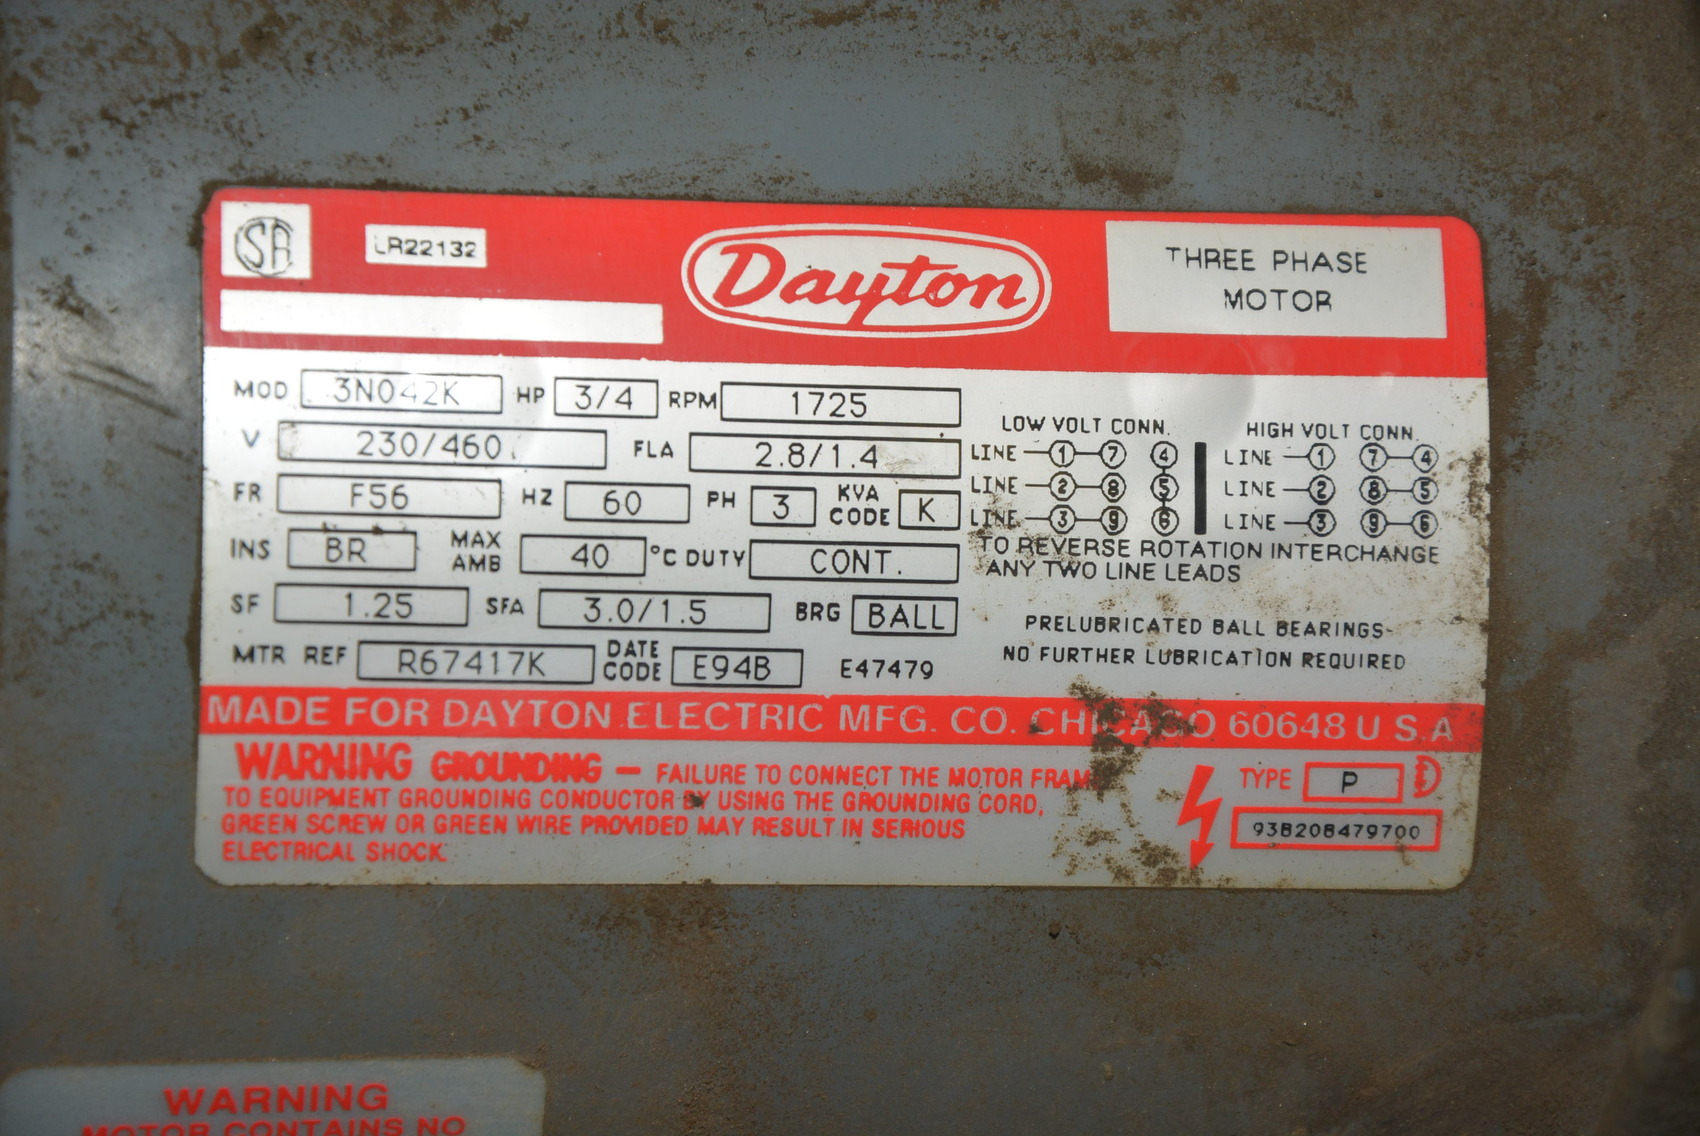 SA
LR22132
Dayton
THREE PHASE
MOTOR
MOD 3N042K HP 3/4 RPM 1725
V 230/460 FLA 2.8/1.4
FR F56 HZ 60 PH 3 KVA CODE K
INS BR MAX AMB 40 °C DUTY CONT.
SF 1.25 SFA 3.0/1.5 BRG BALL
MTR REF R67417K DATE CODE E94B E47479
LOW VOLT CONN.
LINE 1 7 4
LINE 2 8 5
LINE 3 9 6
HIGH VOLT CONN.
LINE 1 7 4
LINE 2 8 5
LINE 3 9 6
TO REVERSE ROTATION INTERCHANGE
ANY TWO LINE LEADS
PRELUBRICATED BALL BEARINGS-
NO FURTHER LUBRICATION REQUIRED
MADE FOR DAYTON ELECTRIC MFG. CO. CHICAGO 60648 U S.A
WARNING GROUNDING — FAILURE TO CONNECT THE MOTOR FRAME
TO EQUIPMENT GROUNDING CONDUCTOR BY USING THE GROUNDING CORD,
GREEN SCREW OR GREEN WIRE PROVIDED MAY RESULT IN SERIOUS
ELECTRICAL SHOCK.
TYPE P
938208479700
WARNING
MOTOR CONTAINS NO